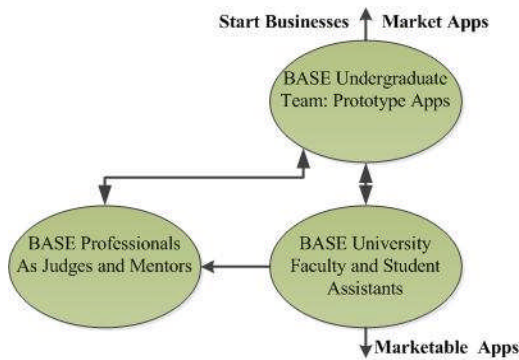 Start Businesses Market Apps
BASE Undergraduate
Team: Prototype Apps
BASE Professionals
As Judges and Mentors
BASE University
Faculty and Student
Assistants
Marketable Apps